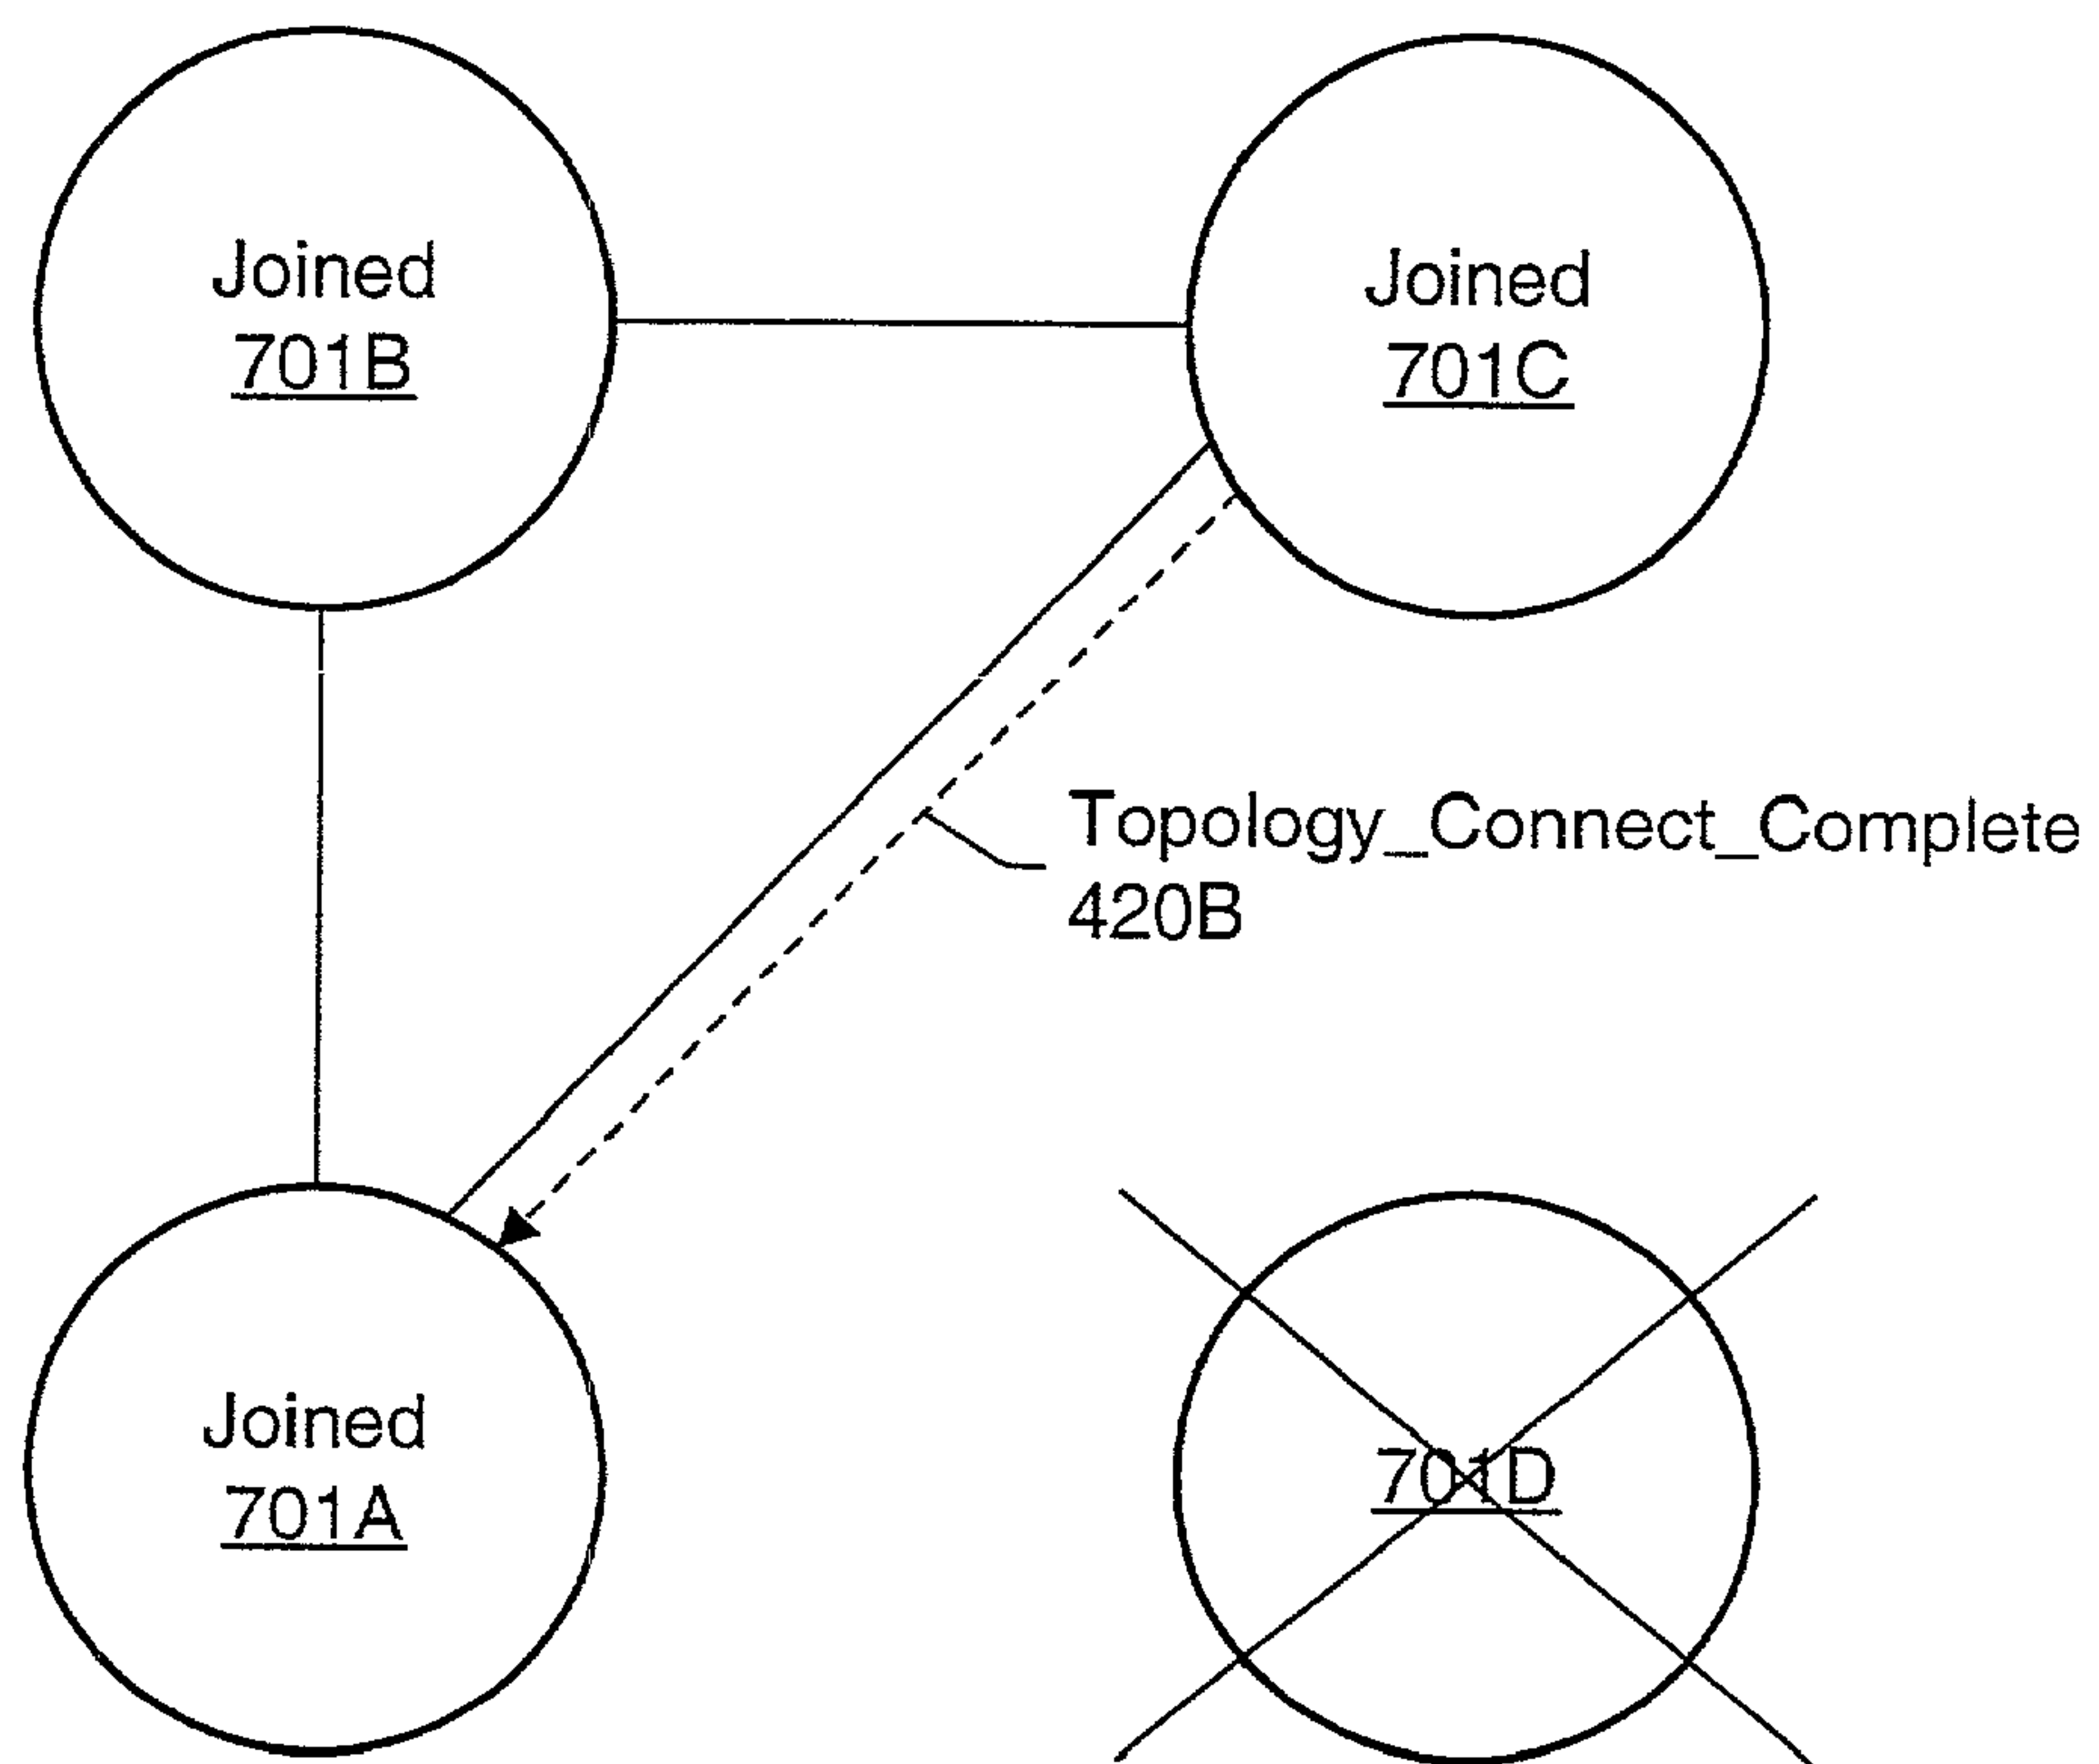 Joined
701B
Joined
701C
Topology_Connect_Complete
420B
Joined
701A
701D